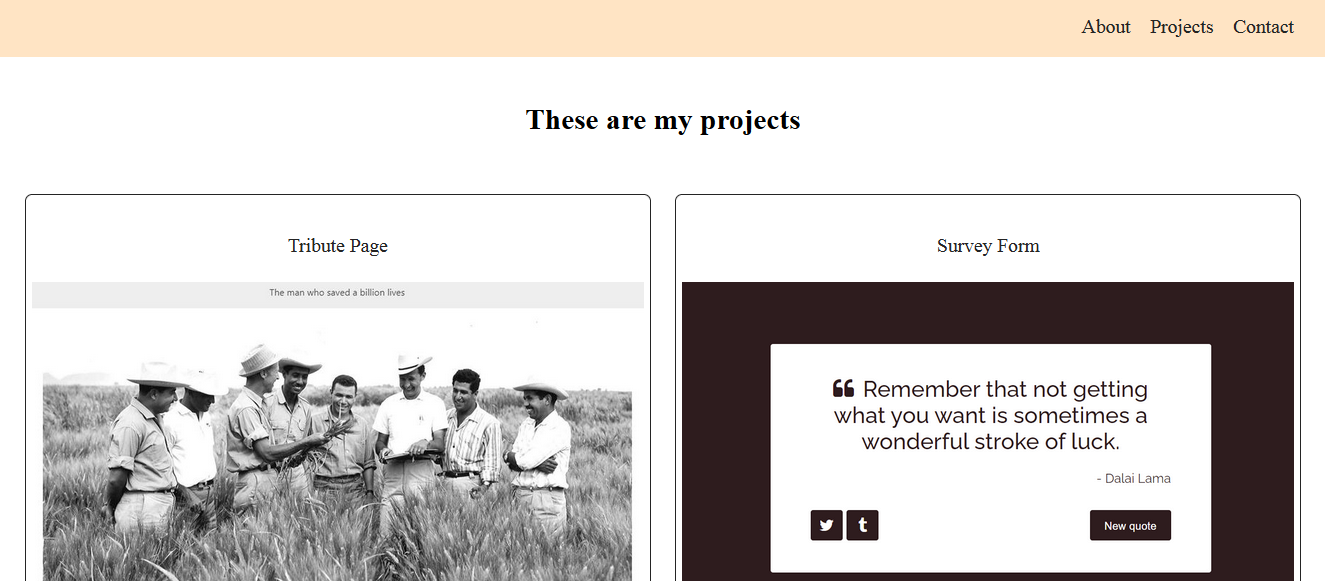 About Projects Contact
These are my projects
Tribute Page
The man who saved a billion lives
Survey Form
❝ Remember that not getting
what you want is sometimes a
wonderful stroke of luck.
- Dalai Lama
New quote